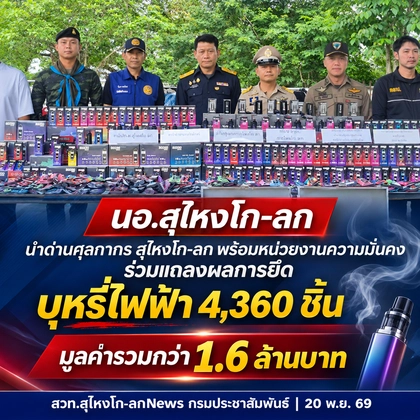 นอ.สุไหงโก-ลก
นำด่านศุลกากร สุไหงโก-ลก พร้อมหน่วยงานความมั่นคง
ร่วมแถลงผลการยึด
บุหรี่ไฟฟ้า 4,360 ชิ้น
มูลค่ารวมกว่า 1.6 ล้านบาท
สวท.สุไหงโก-ลกNews กรมประชาสัมพันธ์ | 20 พ.ย. 69